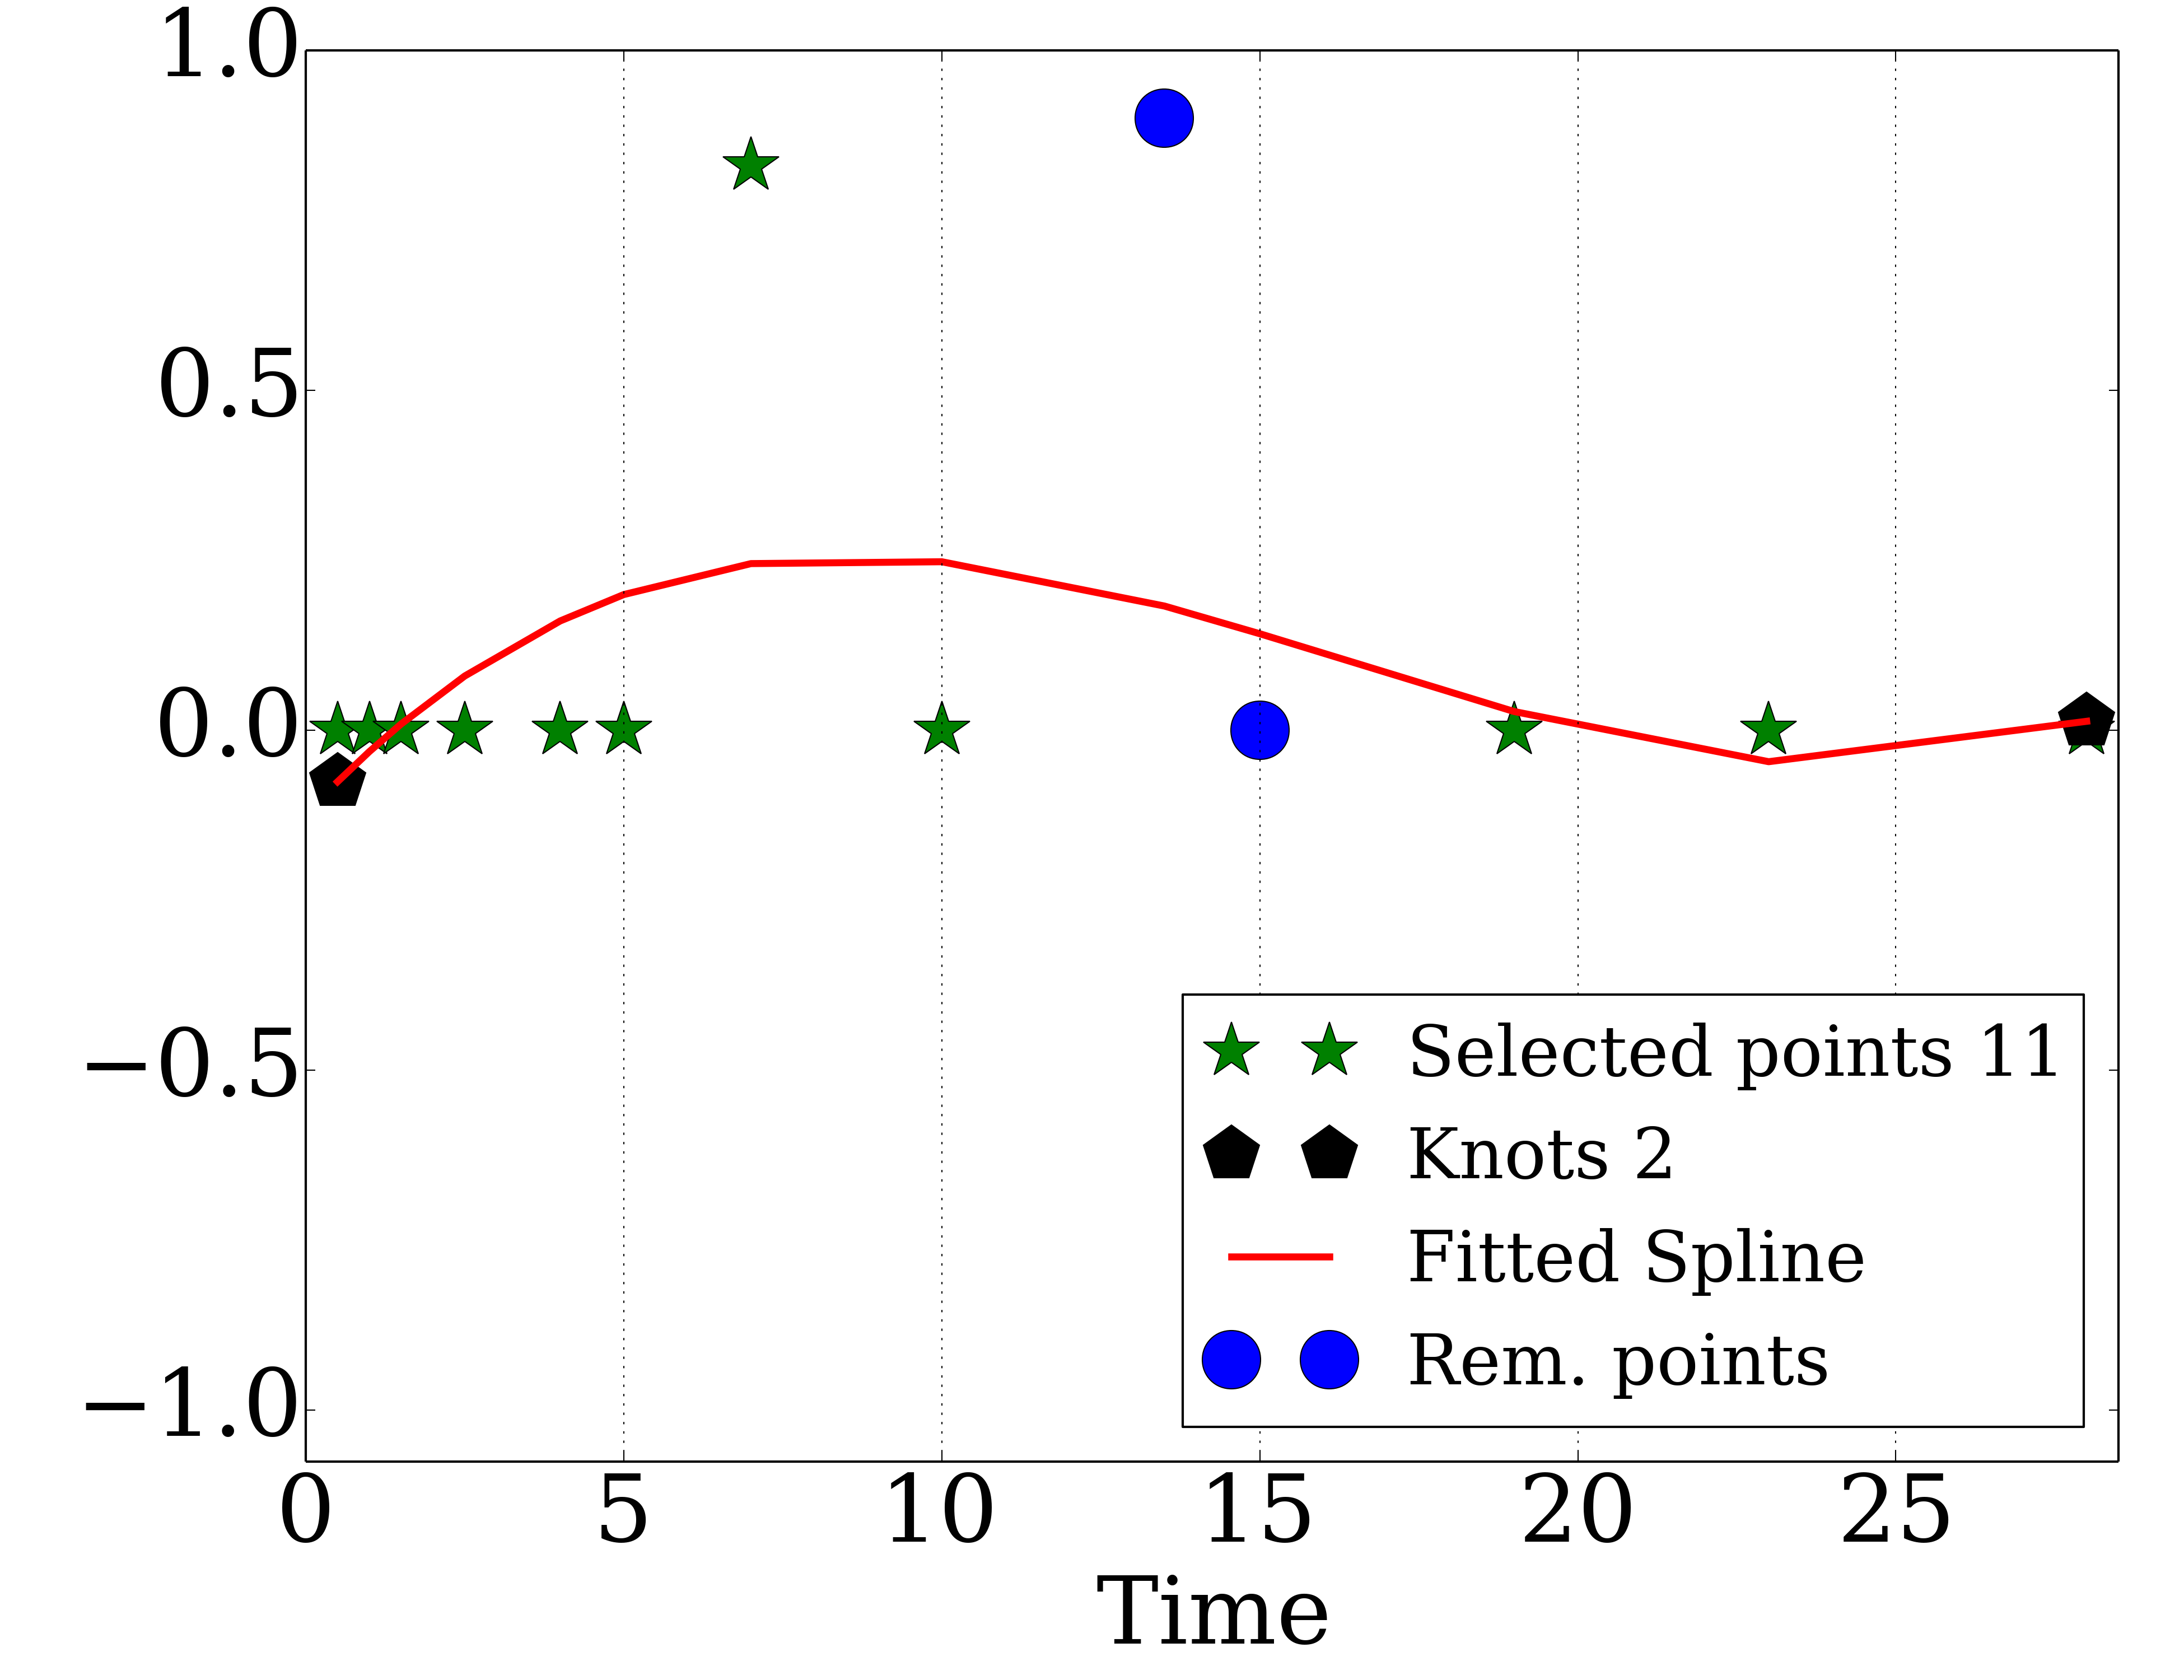 1.0
0.5
0.0
−0.5
−1.0
0 5 10 15 20 25
Time
Selected points 11
Knots 2
Fitted Spline
Rem. points